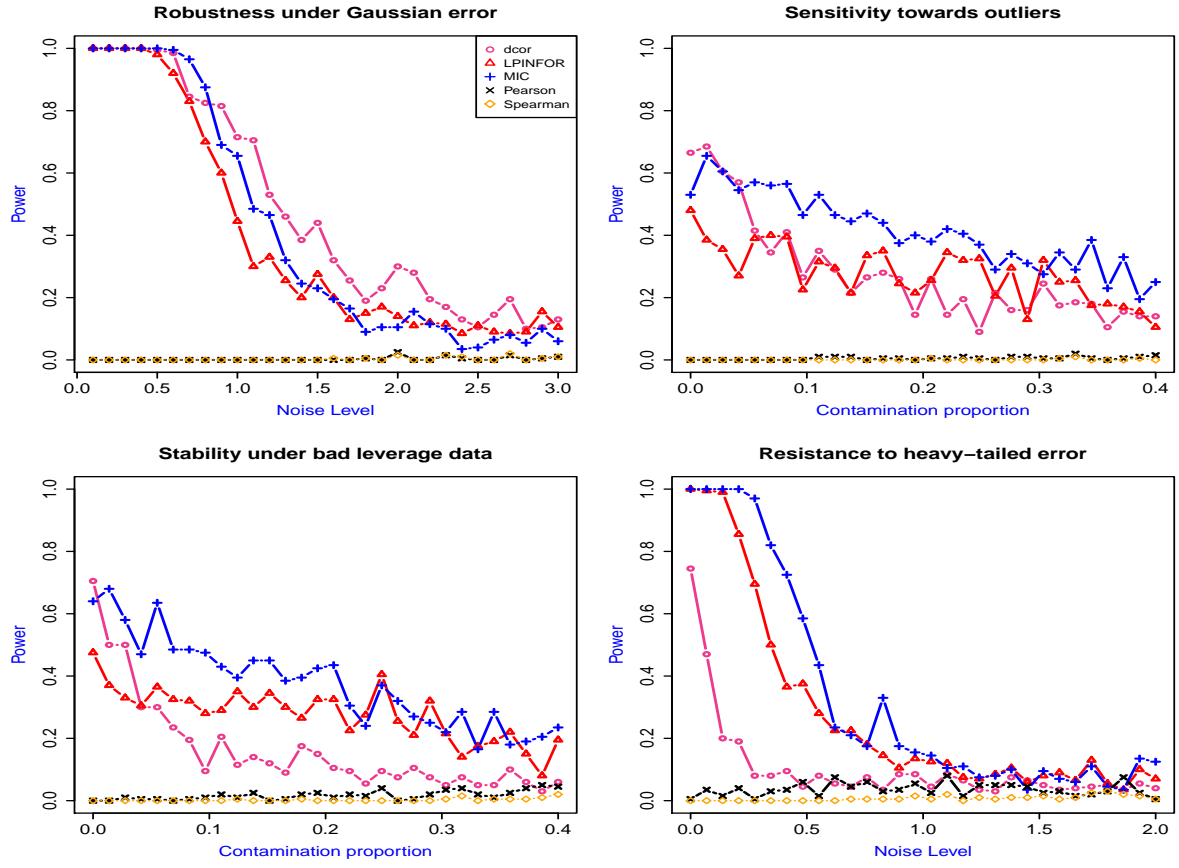 Robustness under Gaussian error
Power
0.0 0.2 0.4 0.6 0.8 1.0
dcor
LPINFOR
MIC
Pearson
Spearman
0.0 0.5 1.0 1.5 2.0 2.5 3.0
Noise Level
Sensitivity towards outliers
Power
0.0 0.2 0.4 0.6 0.8 1.0
0.0 0.1 0.2 0.3 0.4
Contamination proportion
Stability under bad leverage data
Power
0.0 0.2 0.4 0.6 0.8 1.0
0.0 0.1 0.2 0.3 0.4
Contamination proportion
Resistance to heavy−tailed error
Power
0.0 0.2 0.4 0.6 0.8 1.0
0.0 0.5 1.0 1.5 2.0
Noise Level